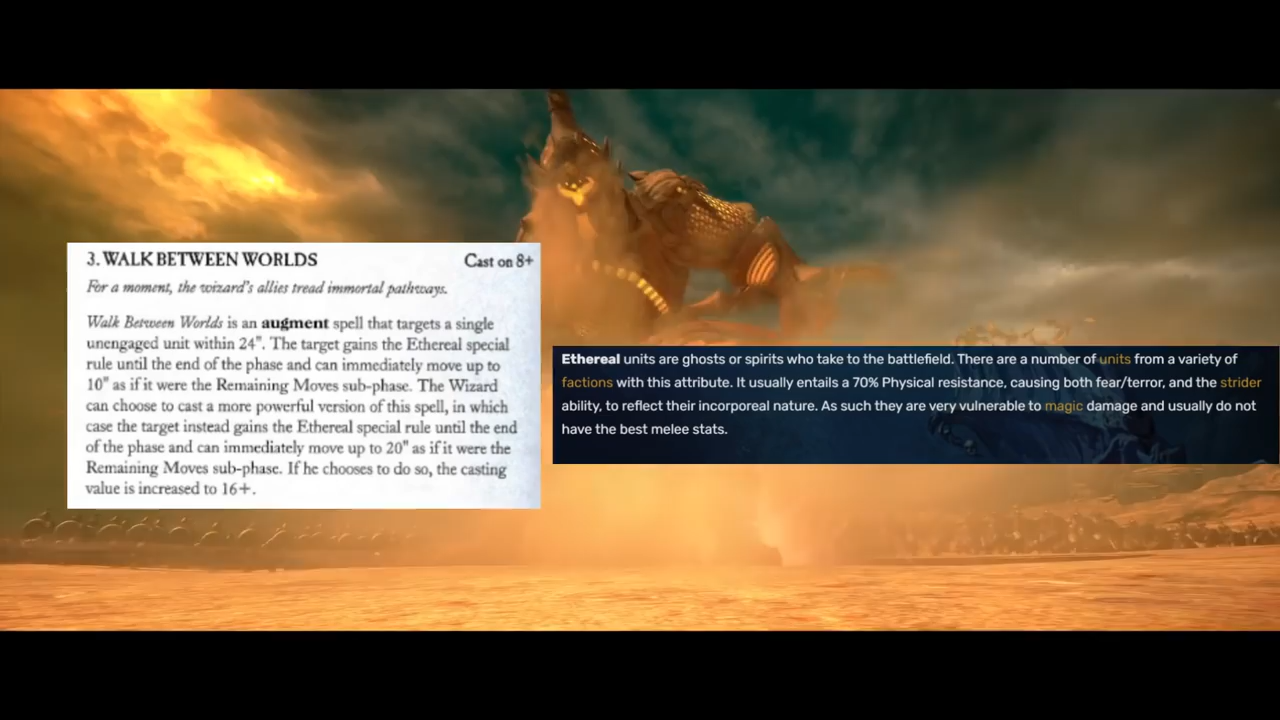 3. WALK BETWEEN WORLDS Cast on 8+
For a moment, the wizard's allies tread immortal pathways.
Walk Between Worlds is an augment spell that targets a single
unengaged unit within 24". The target gains the Ethereal special
rule until the end of the phase and can immediately move up to
10" as if it were the Remaining Moves sub-phase. The Wizard
can choose to cast a more powerful version of this spell, in which
case the target instead gains the Ethereal special rule until the end
of the phase and can immediately move up to 20" as if it were the
Remaining Moves sub-phase. If he chooses to do so, the casting
value is increased to 16+.
Ethereal units are ghosts or spirits who take to the battlefield. There are a number of units from a variety of
factions with this attribute. It usually entails a 70% Physical resistance, causing both fear/terror, and the strider
ability, to reflect their incorporeal nature. As such they are very vulnerable to magic damage and usually do not
have the best melee stats.